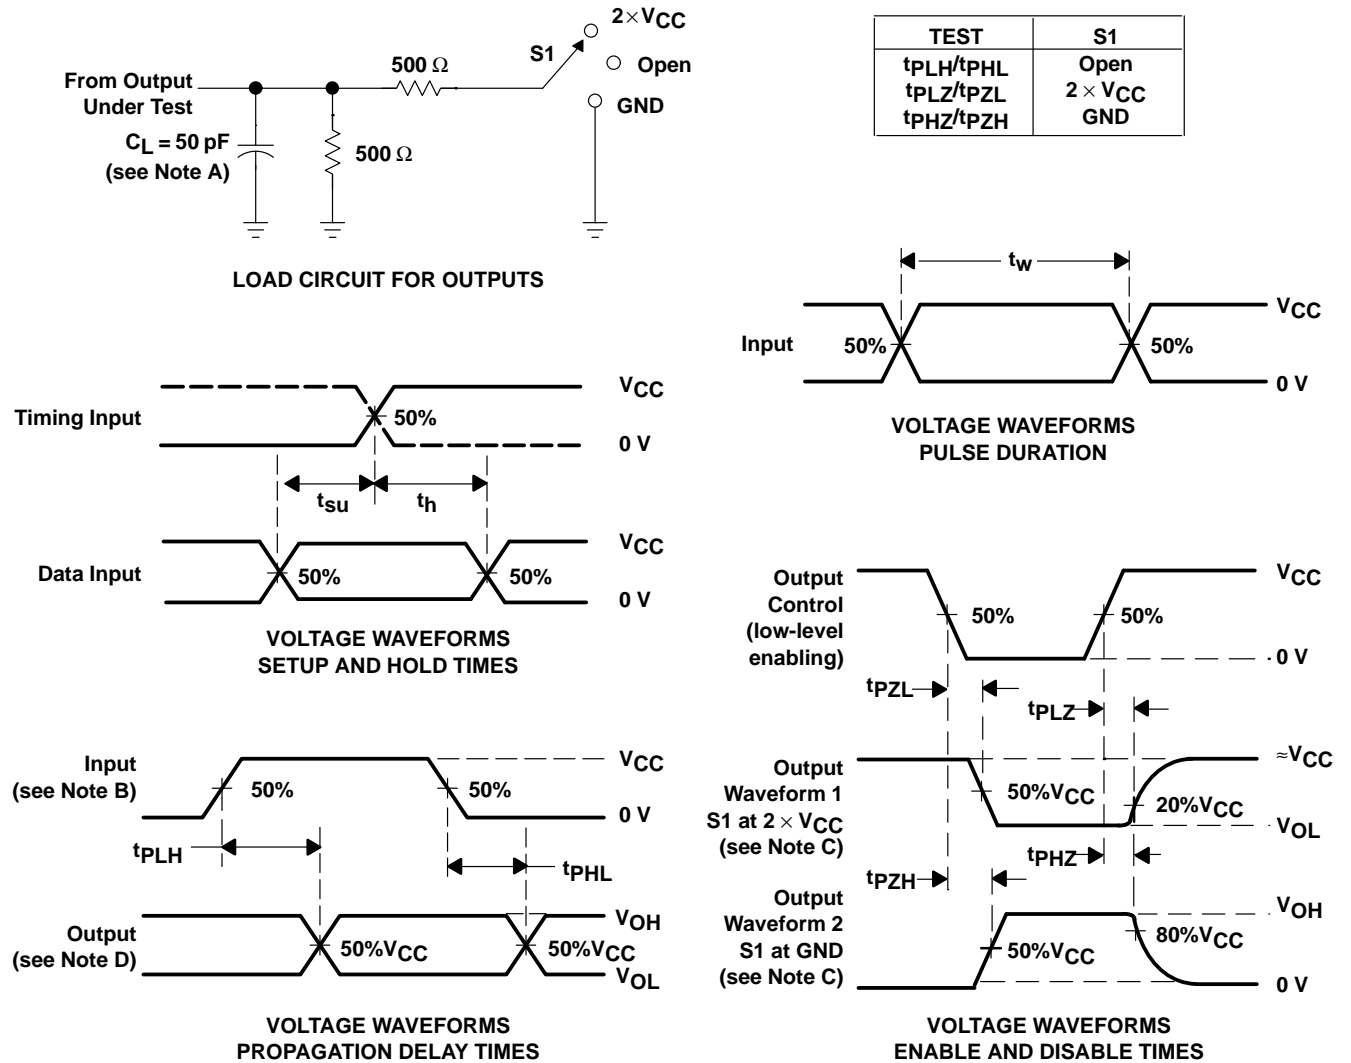 2 × VCC
S1
Open
GND
500 Ω
From Output
Under Test
CL = 50 pF
(see Note A)
500 Ω
LOAD CIRCUIT FOR OUTPUTS
TEST S1
tPLH/tPHL Open
tPLZ/tPZL 2 × VCC
tPHZ/tPZH GND
tw
VCC
Input 50% 50%
0 V
VOLTAGE WAVEFORMS
PULSE DURATION
VCC
Timing Input 50%
0 V
tsu th
VCC
Data Input 50% 50%
0 V
VOLTAGE WAVEFORMS
SETUP AND HOLD TIMES
Input
(see Note B)
50% 50%
VCC
0 V
tPLH
tPHL
Output
(see Note D)
50%VCC 50%VCC
VOH
VOL
VOLTAGE WAVEFORMS
PROPAGATION DELAY TIMES
Output
Control
(low-level
enabling)
50% 50%
VCC
0 V
tPZL
tPLZ
Output
Waveform 1
S1 at 2 × VCC
(see Note C)
50%VCC
20%VCC
≈VCC
VOL
tPHZ
tPZH
Output
Waveform 2
S1 at GND
(see Note C)
50%VCC
80%VCC
VOH
0 V
VOLTAGE WAVEFORMS
ENABLE AND DISABLE TIMES